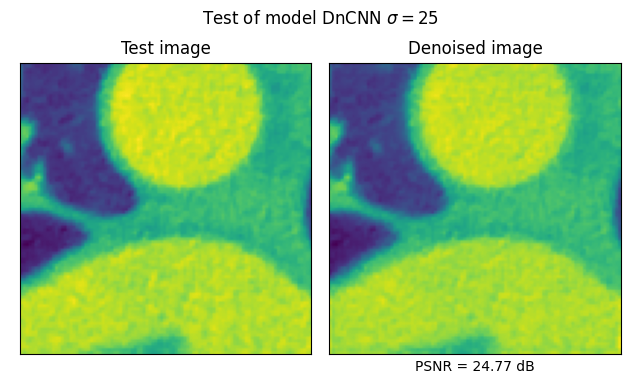 Test of model DnCNN σ = 25
Test image
Denoised image
PSNR = 24.77 dB